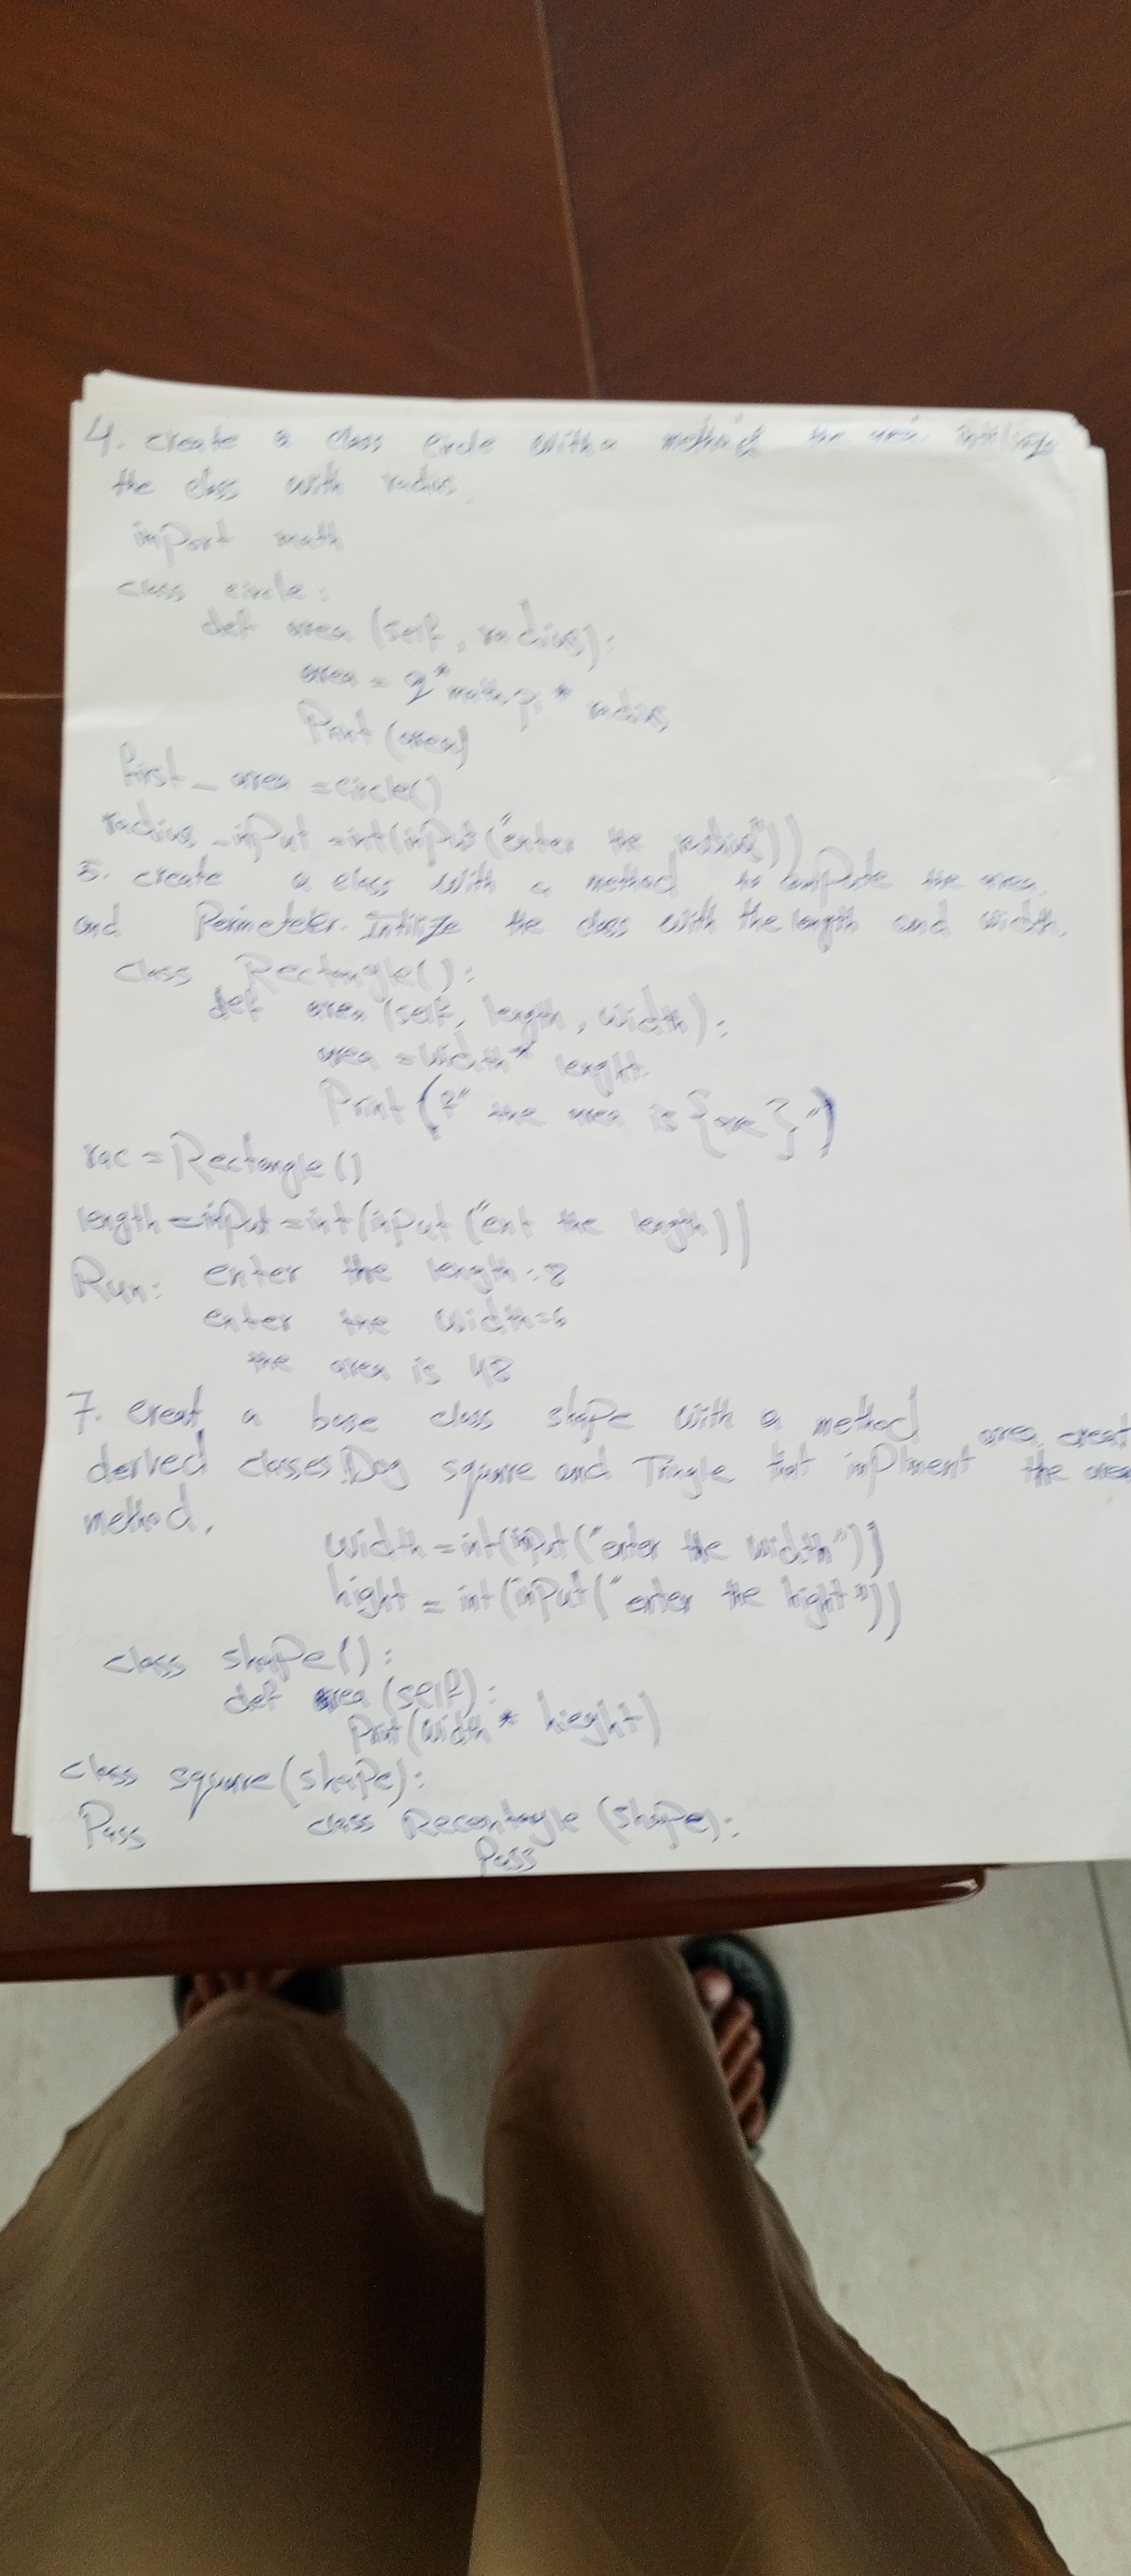 4. create a class Circle with a method the area. intilize
the class with radius
import math
class circle:
def area (self, radius):
area = 2* math.pi * radius
Print (area)
first_area = circle()
radius_input =int(input("enter the radius"))
5. create a class with a method to compute the area.
and Perimeter. Intilize the class with the length and width.
class Rectangle():
def area (self, length, width):
area = width* lenght.
Print (f" the area is {are}")
rac = Rectangle()
length=input=int(input("ent the length))
Run: enter the length:8
enter the width=6
the area is 48
7. creat a base class shape with a method area. creat
derived classes Dog square and Tringle that inplment the area
method.
width=int(input("enter the width"))
hight = int(input("enter the hight"))
class shape():
def area (self):
Print(width* hieght)
class square(shape):
Pass class Recentangle (shape):
Pass